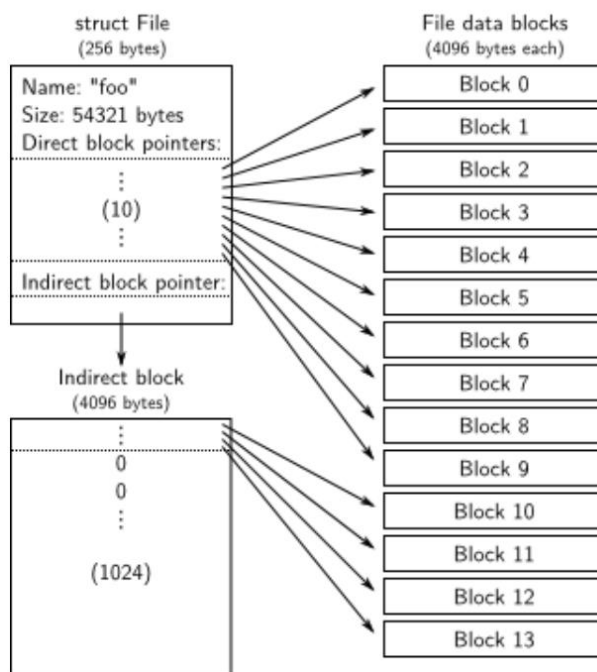 struct File
(256 bytes)
Name: "foo"
Size: 54321 bytes
Direct block pointers:
⋮
(10)
⋮
Indirect block pointer:
Indirect block
(4096 bytes)
⋮
0
0
⋮
(1024)
File data blocks
(4096 bytes each)
Block 0
Block 1
Block 2
Block 3
Block 4
Block 5
Block 6
Block 7
Block 8
Block 9
Block 10
Block 11
Block 12
Block 13